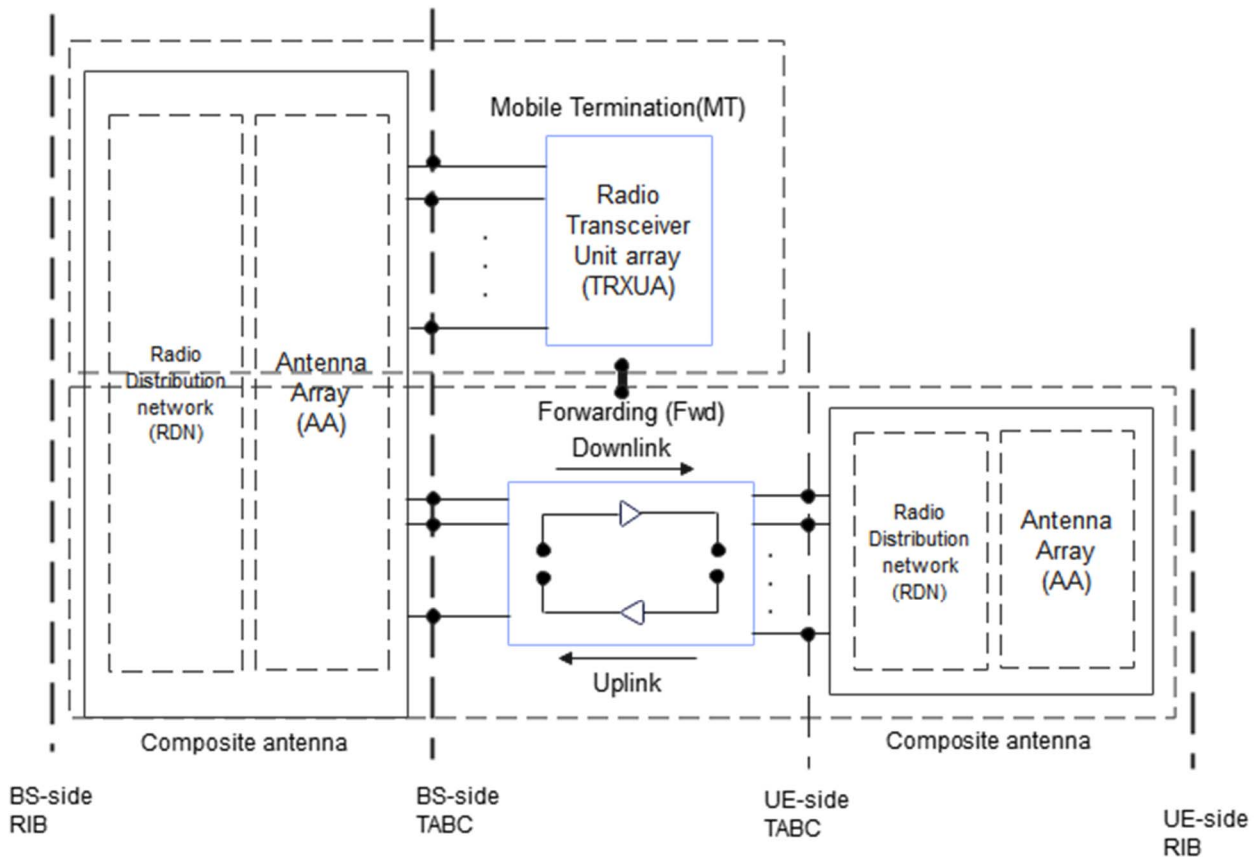 Mobile Termination(MT)
Radio
Transceiver
Unit array
(TRXUA)
Radio
Distribution
network
(RDN)
Antenna
Array
(AA)
Forwarding (Fwd)
Downlink
Uplink
Radio
Distribution
network
(RDN)
Antenna
Array
(AA)
Composite antenna
Composite antenna
BS-side
RIB
BS-side
TABC
UE-side
TABC
UE-side
RIB